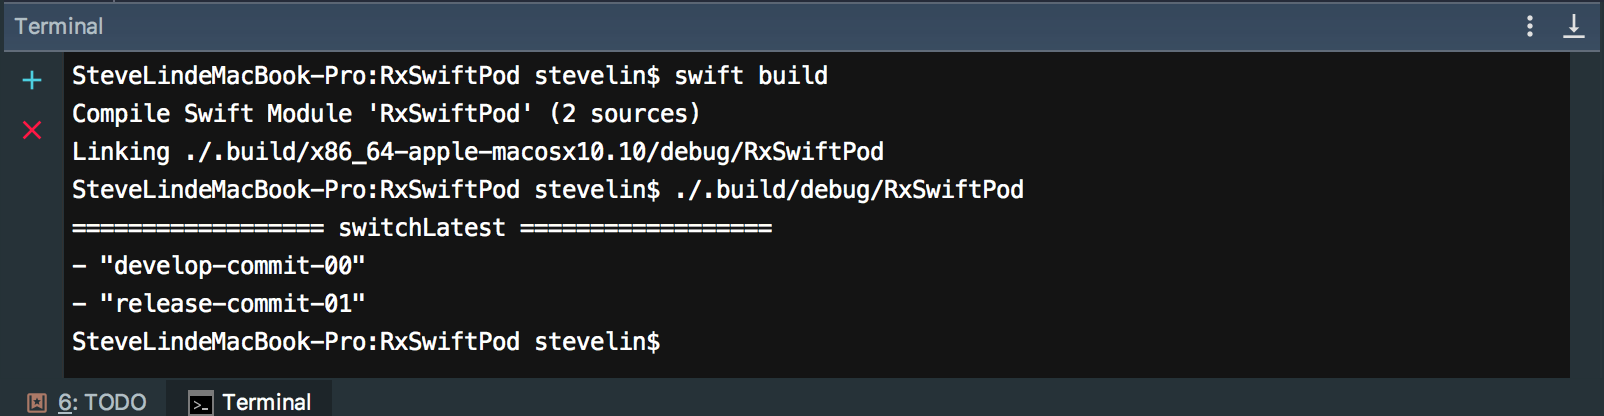 Terminal
SteveLindeMacBook-Pro:RxSwiftPod stevelin$ swift build
Compile Swift Module 'RxSwiftPod' (2 sources)
Linking ./.build/x86_64-apple-macosx10.10/debug/RxSwiftPod
SteveLindeMacBook-Pro:RxSwiftPod stevelin$ ./.build/debug/RxSwiftPod
================== switchLatest ==================
- "develop-commit-00"
- "release-commit-01"
SteveLindeMacBook-Pro:RxSwiftPod stevelin$
6: TODO Terminal